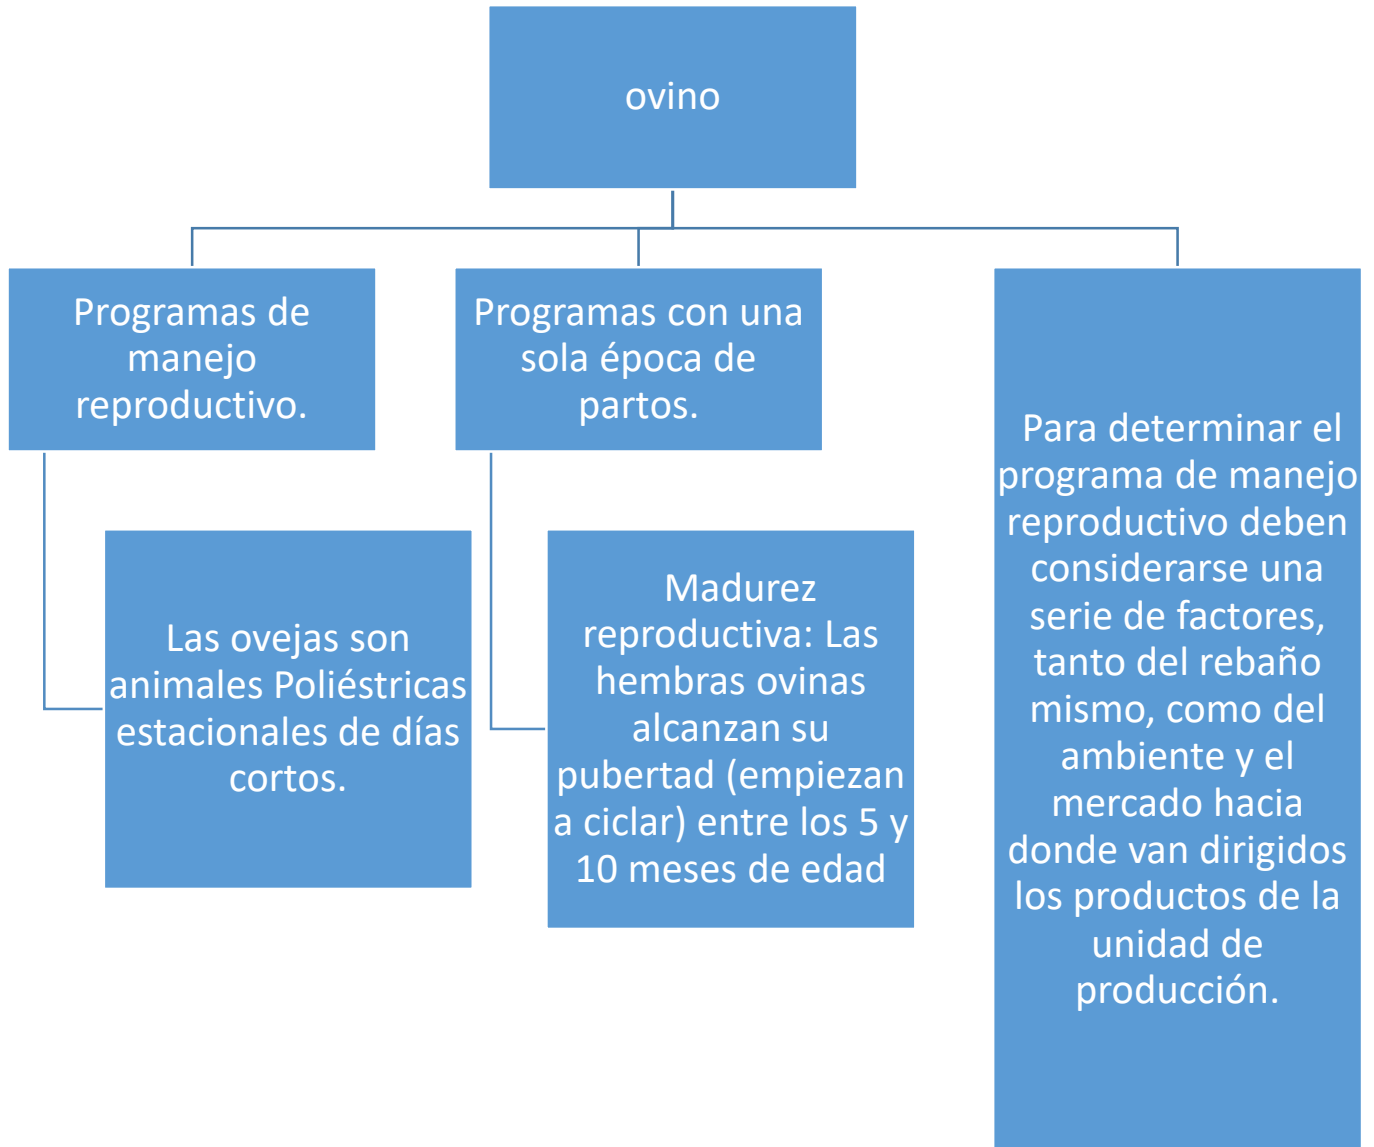 ovino
Programas de
manejo
reproductivo.
Programas con una
sola época de
partos.
Las ovejas son
animales Poliéstricas
estacionales de días
cortos.
Madurez
reproductiva: Las
hembras ovinas
alcanzan su
pubertad (empiezan
a ciclar) entre los 5 y
10 meses de edad
Para determinar el
programa de manejo
reproductivo deben
considerarse una
serie de factores,
tanto del rebaño
mismo, como del
ambiente y el
mercado hacia
donde van dirigidos
los productos de la
unidad de
producción.